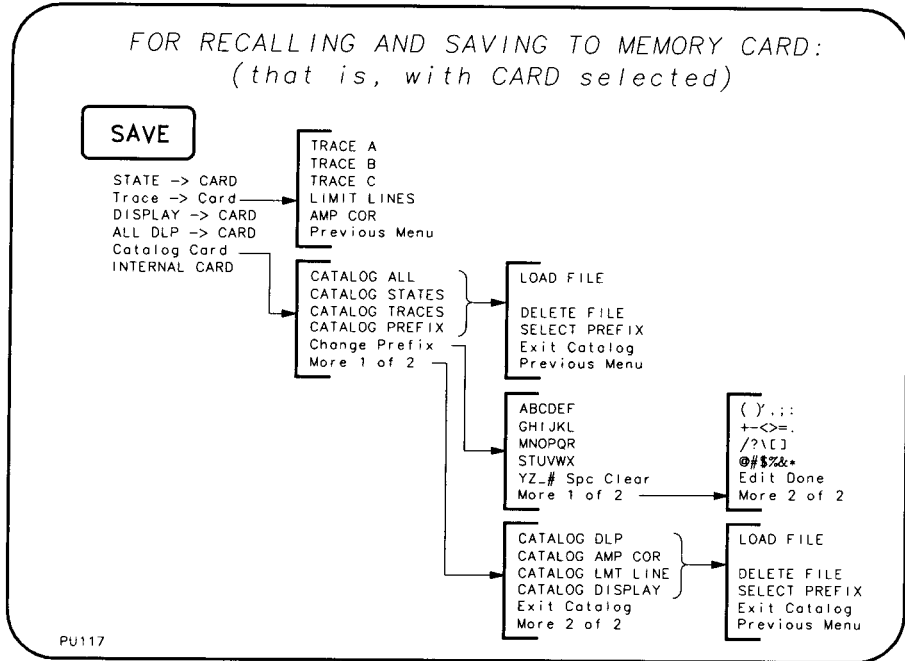 FOR RECALLING AND SAVING TO MEMORY CARD:
(that is, with CARD selected)
SAVE
STATE -> CARD
Trace -> Card
DISPLAY -> CARD
ALL DLP -> CARD
Catalog Card
INTERNAL CARD
TRACE A
TRACE B
TRACE C
LIMIT LINES
AMP COR
Previous Menu
CATALOG ALL
CATALOG STATES
CATALOG TRACES
CATALOG PREFIX
Change Prefix
More 1 of 2
LOAD FILE
DELETE FILE
SELECT PREFIX
Exit Catalog
Previous Menu
ABCDEF
GHIJKL
MNOPQR
STUVWX
YZ_# Spc Clear
More 1 of 2
( )'.;:
+-<>=.
/?\[]
@#$%&*
Edit Done
More 2 of 2
CATALOG DLP
CATALOG AMP COR
CATALOG LMT LINE
CATALOG DISPLAY
Exit Catalog
More 2 of 2
LOAD FILE
DELETE FILE
SELECT PREFIX
Exit Catalog
Previous Menu
PU117